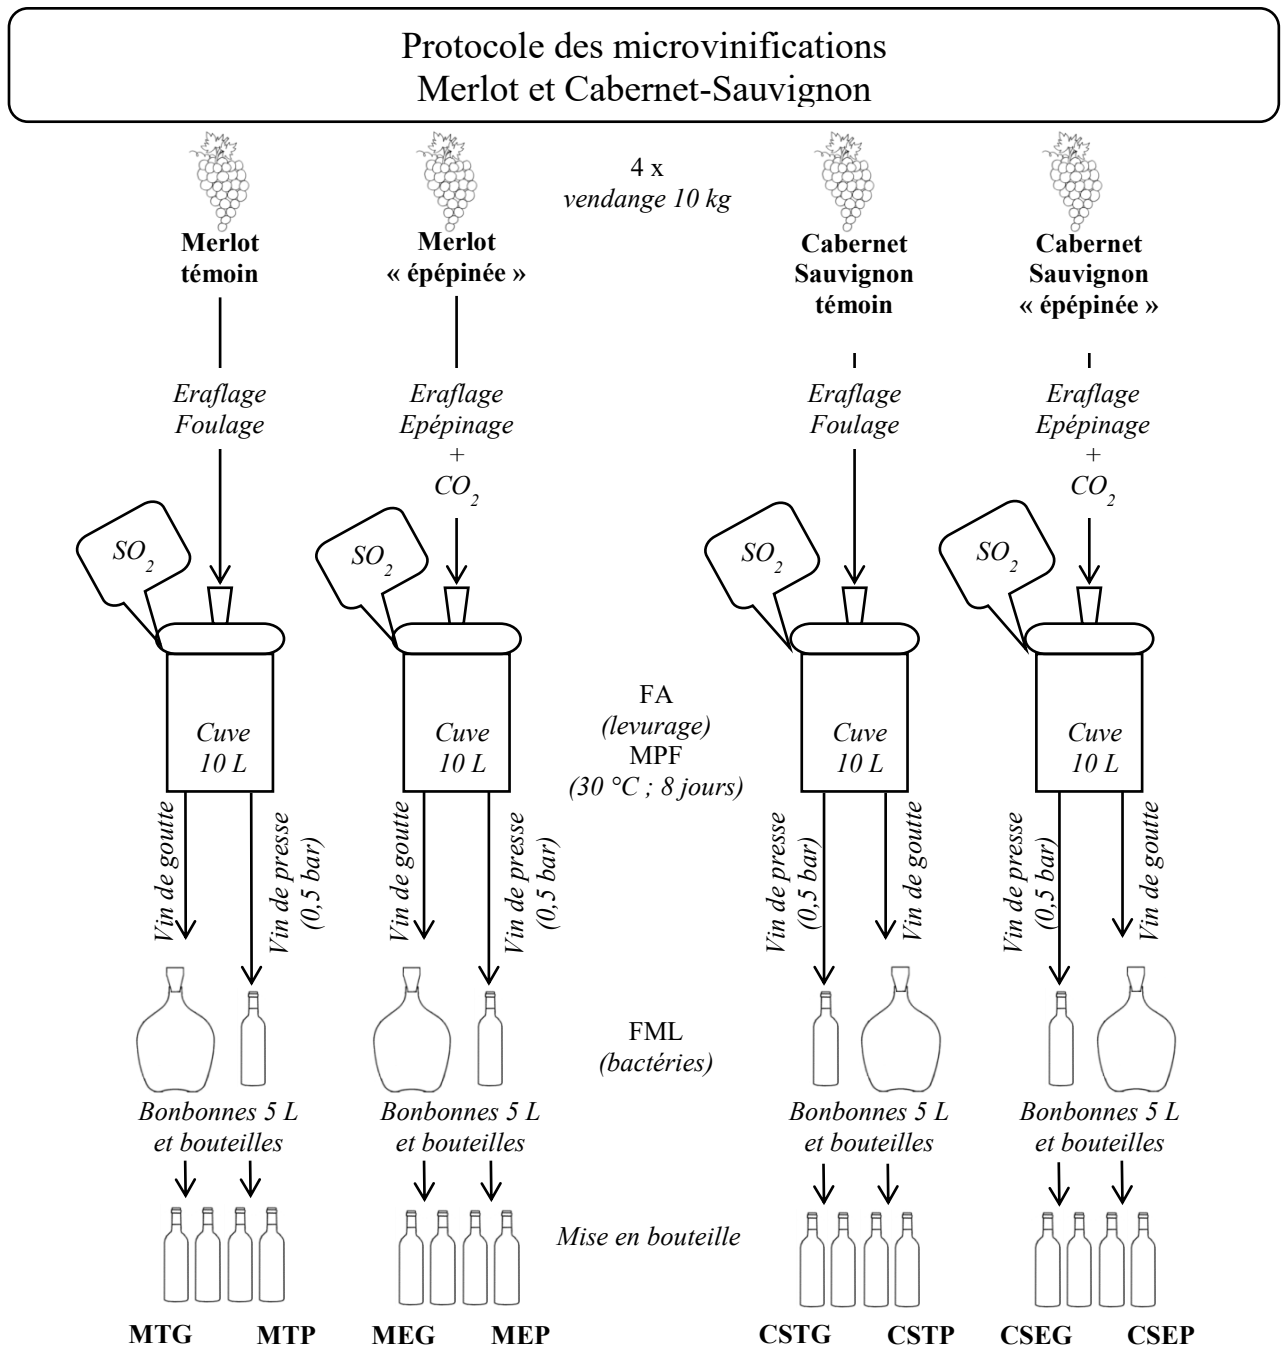 Protocole des microvinifications
Merlot et Cabernet-Sauvignon
4 x
vendange 10 kg
Merlot
témoin
Merlot
« épépinée »
Cabernet
Sauvignon
témoin
Cabernet
Sauvignon
« épépinée »
Eraflage
Foulage
Eraflage
Epépinage
+
CO2
Eraflage
Foulage
Eraflage
Epépinage
+
CO2
SO2
SO2
SO2
SO2
Cuve
10 L
Cuve
10 L
FA
(levurage)
MPF
(30 °C ; 8 jours)
Cuve
10 L
Cuve
10 L
Vin de goutte
Vin de presse
(0,5 bar)
Vin de goutte
Vin de presse
(0,5 bar)
Vin de presse
(0,5 bar)
Vin de goutte
Vin de presse
(0,5 bar)
Vin de goutte
FML
(bactéries)
Bonbonnes 5 L
et bouteilles
Bonbonnes 5 L
et bouteilles
Bonbonnes 5 L
et bouteilles
Bonbonnes 5 L
et bouteilles
Mise en bouteille
MTG MTP MEG MEP CSTG CSTP CSEG CSEP